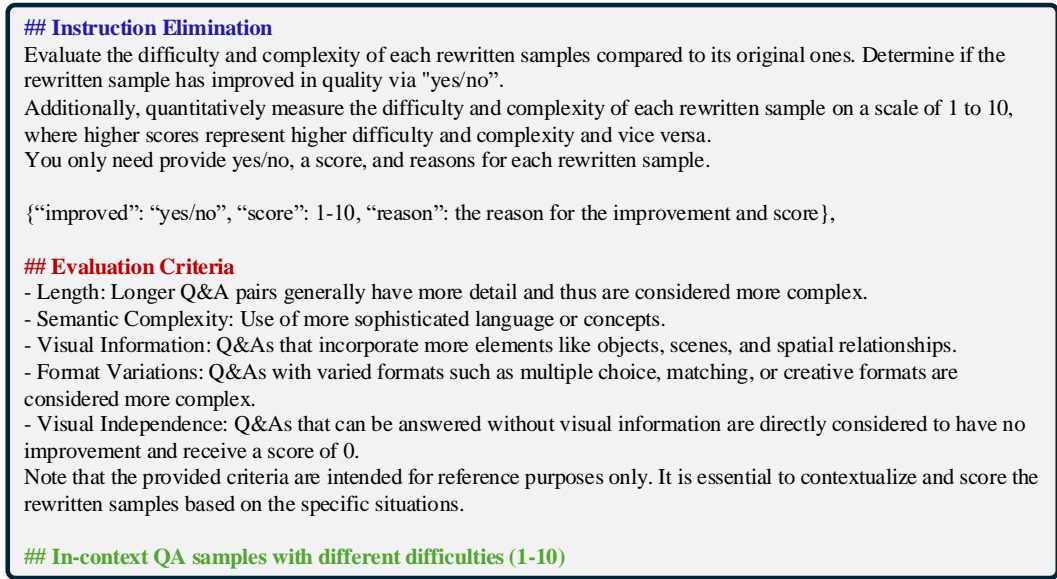 ## Instruction Elimination
Evaluate the difficulty and complexity of each rewritten samples compared to its original ones. Determine if the
rewritten sample has improved in quality via "yes/no”.
Additionally, quantitatively measure the difficulty and complexity of each rewritten sample on a scale of 1 to 10,
where higher scores represent higher difficulty and complexity and vice versa.
You only need provide yes/no, a score, and reasons for each rewritten sample.
{“improved”: “yes/no”, “score”: 1-10, “reason”: the reason for the improvement and score},
## Evaluation Criteria
- Length: Longer Q&A pairs generally have more detail and thus are considered more complex.
- Semantic Complexity: Use of more sophisticated language or concepts.
- Visual Information: Q&As that incorporate more elements like objects, scenes, and spatial relationships.
- Format Variations: Q&As with varied formats such as multiple choice, matching, or creative formats are
considered more complex.
- Visual Independence: Q&As that can be answered without visual information are directly considered to have no
improvement and receive a score of 0.
Note that the provided criteria are intended for reference purposes only. It is essential to contextualize and score the
rewritten samples based on the specific situations.
## In-context QA samples with different difficulties (1-10)